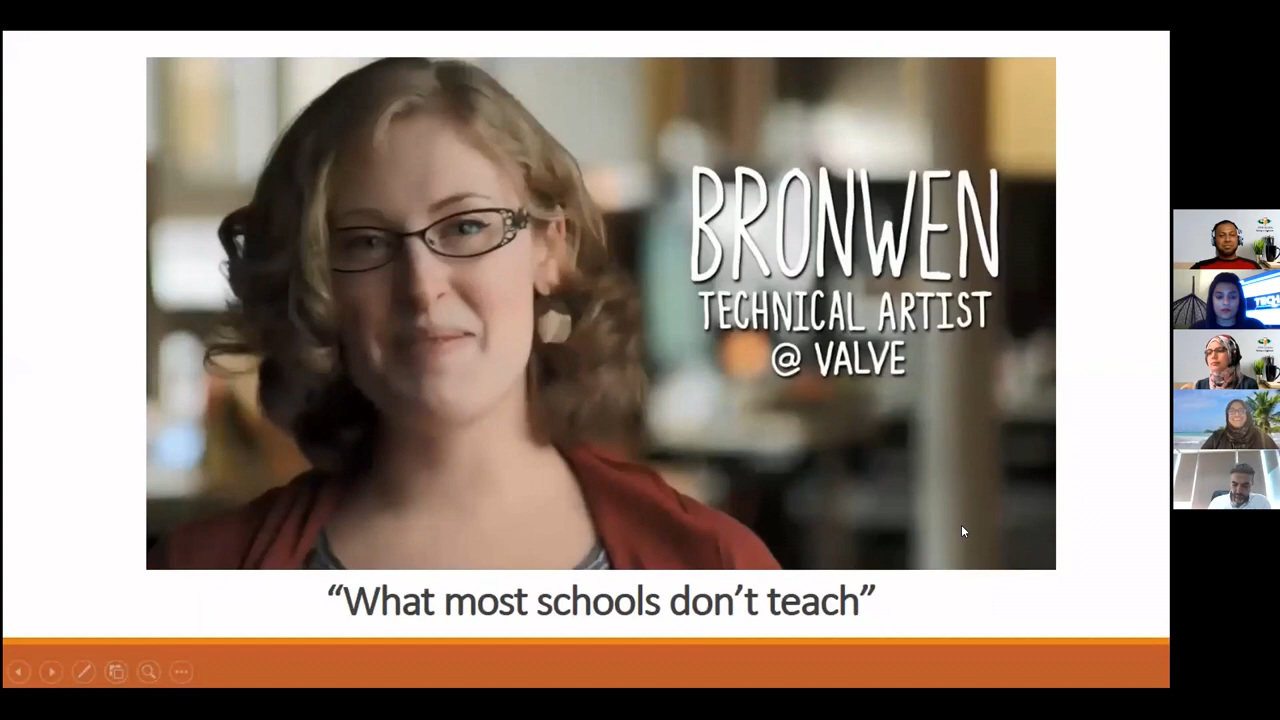 BRONWEN
TECHNICAL ARTIST
@ VALVE
“What most schools don’t teach”